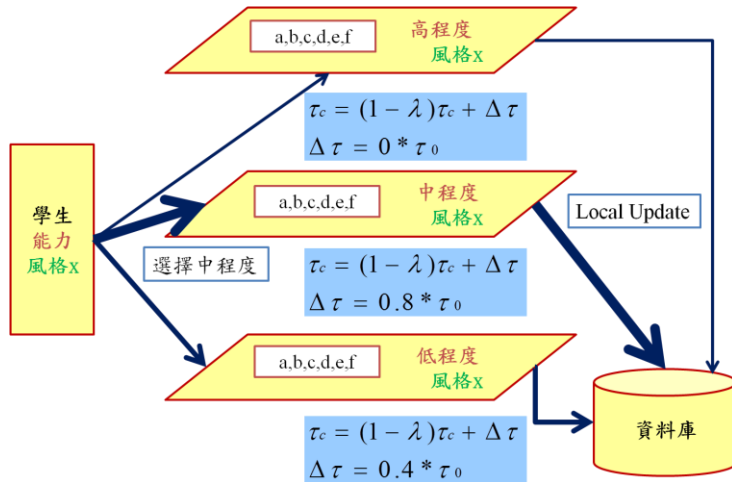 a,b,c,d,e,f
高程度
風格x
τc = (1 − λ)τc + Δτ
Δτ = 0 * τ0
學生
能力
風格x
a,b,c,d,e,f
中程度
風格x
Local Update
選擇中程度
τc = (1 − λ)τc + Δτ
Δτ = 0.8 * τ0
a,b,c,d,e,f
低程度
風格x
資料庫
τc = (1 − λ)τc + Δτ
Δτ = 0.4 * τ0